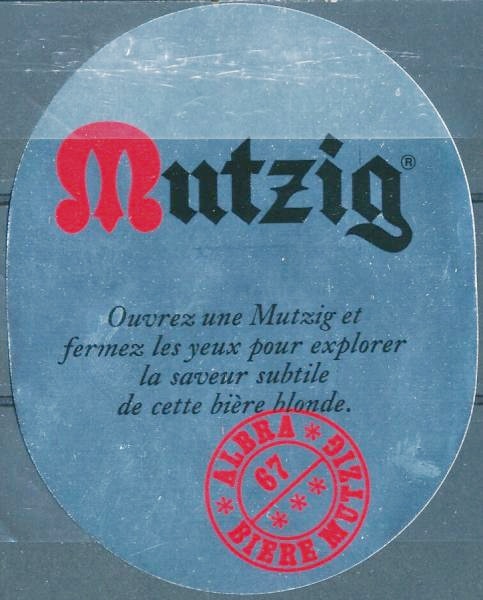 Mutzig®
Ouvrez une Mutzig et
fermez les yeux pour explorer
la saveur subtile
de cette bière blonde.
ALBRA * MUTZIG
67
***
* BIERE